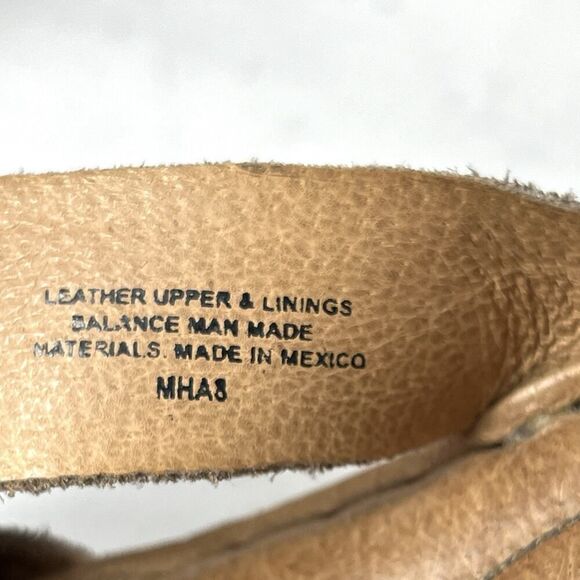 LEATHER UPPER & LININGS
BALANCE MAN MADE
MATERIALS. MADE IN MEXICO
MHA8